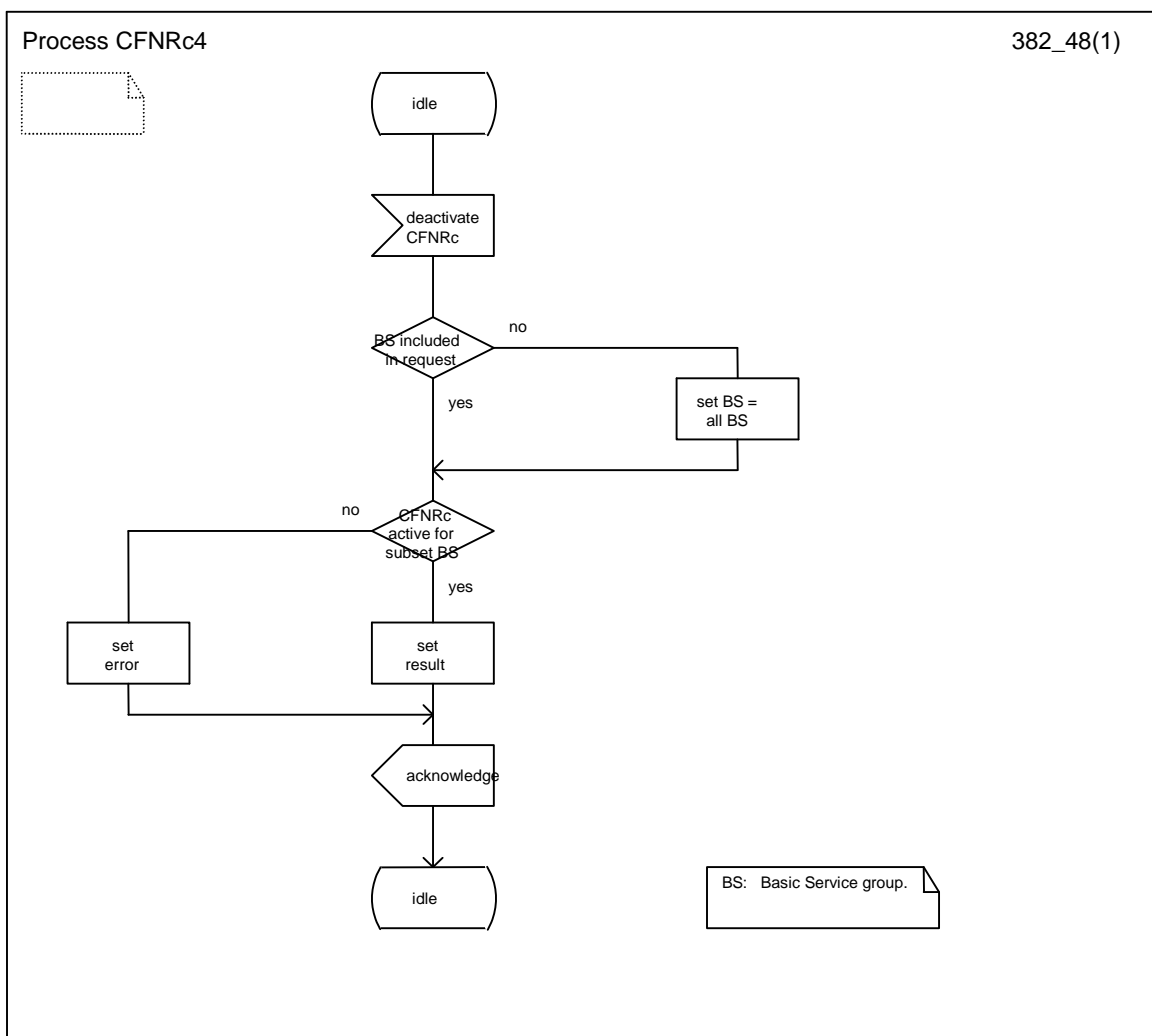 Process CFNRc4
382_48(1)
idle
deactivate
CFNRc
BS included
in request
no
yes
set BS =
all BS
CFNRc
active for
subset BS
no
yes
set
error
set
result
acknowledge
idle
BS: Basic Service group.